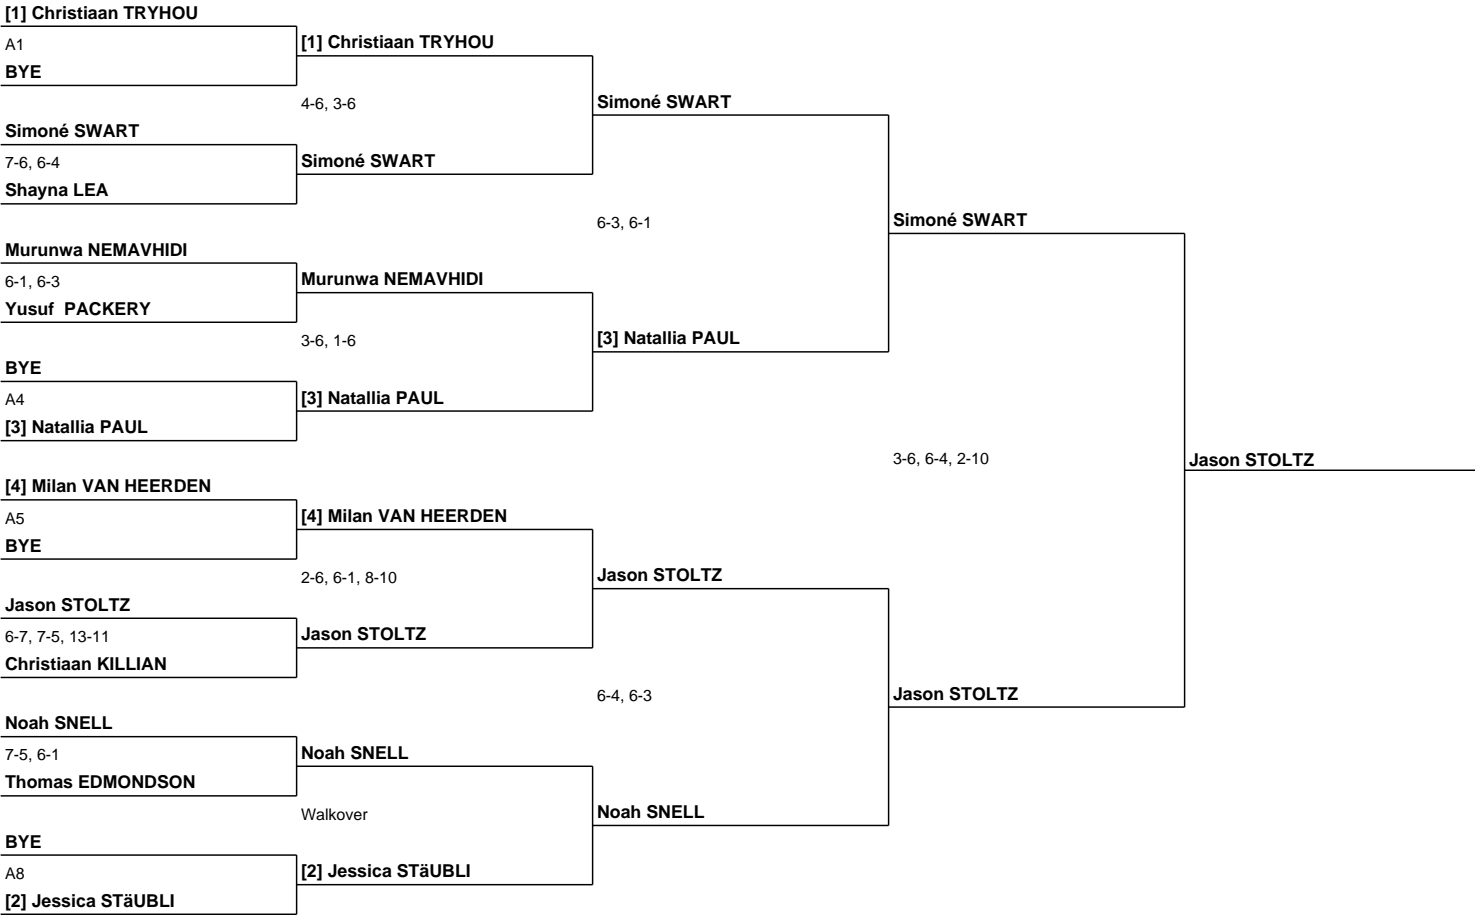 [1] Christiaan TRYHOU
A1
BYE
Simoné SWART
7-6, 6-4
Shayna LEA
Murunwa NEMAVHIDI
6-1, 6-3
Yusuf  PACKERY
BYE
A4
[3] Natallia PAUL
[4] Milan VAN HEERDEN
A5
BYE
Jason STOLTZ
6-7, 7-5, 13-11
Christiaan KILLIAN
Noah SNELL
7-5, 6-1
Thomas EDMONDSON
BYE
A8
[2] Jessica STäUBLI
[1] Christiaan TRYHOU
4-6, 3-6
Simoné SWART
Murunwa NEMAVHIDI
3-6, 1-6
[3] Natallia PAUL
[4] Milan VAN HEERDEN
2-6, 6-1, 8-10
Jason STOLTZ
Noah SNELL
Walkover
[2] Jessica STäUBLI
Simoné SWART
6-3, 6-1
[3] Natallia PAUL
Jason STOLTZ
6-4, 6-3
Noah SNELL
Simoné SWART
3-6, 6-4, 2-10
Jason STOLTZ
Jason STOLTZ